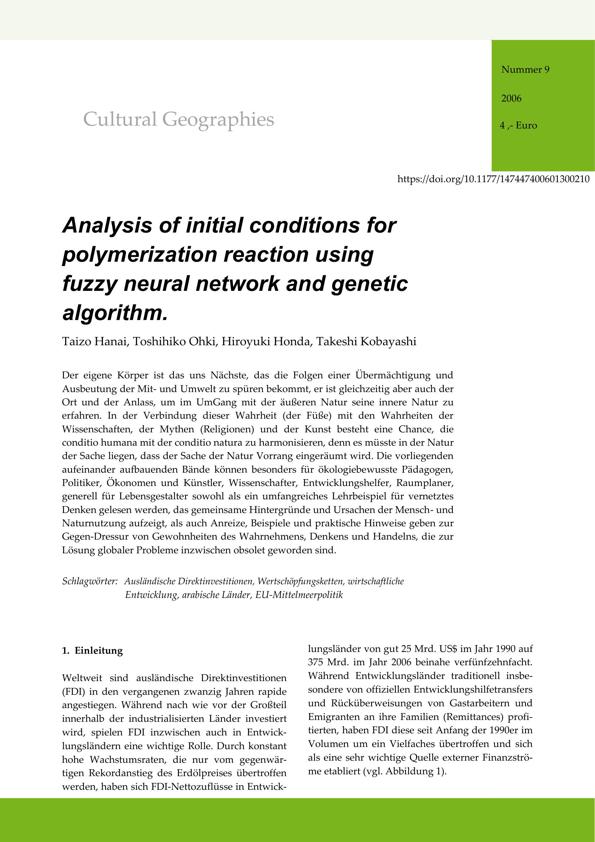 Nummer 9
2006
4 ,- Euro
Cultural Geographies
https://doi.org/10.1177/147447400601300210
Analysis of initial conditions for
polymerization reaction using
fuzzy neural network and genetic
algorithm.
Taizo Hanai, Toshihiko Ohki, Hiroyuki Honda, Takeshi Kobayashi
Der eigene Körper ist das uns Nächste, das die Folgen einer Übermächtigung und
Ausbeutung der Mit- und Umwelt zu spüren bekommt, er ist gleichzeitig aber auch der
Ort und der Anlass, um im UmGang mit der äußeren Natur seine innere Natur zu
erfahren. In der Verbindung dieser Wahrheit (der Füße) mit den Wahrheiten der
Wissenschaften, der Mythen (Religionen) und der Kunst besteht eine Chance, die
conditio humana mit der conditio natura zu harmonisieren, denn es müsste in der Natur
der Sache liegen, dass der Sache der Natur Vorrang eingeräumt wird. Die vorliegenden
aufeinander aufbauenden Bände können besonders für ökologiebewusste Pädagogen,
Politiker, Ökonomen und Künstler, Wissenschafter, Entwicklungshelfer, Raumplaner,
generell für Lebensgestalter sowohl als ein umfangreiches Lehrbeispiel für vernetztes
Denken gelesen werden, das gemeinsame Hintergründe und Ursachen der Mensch- und
Naturnutzung aufzeigt, als auch Anreize, Beispiele und praktische Hinweise geben zur
Gegen-Dressur von Gewohnheiten des Wahrnehmens, Denkens und Handelns, die zur
Lösung globaler Probleme inzwischen obsolet geworden sind.
Schlagwörter: Ausländische Direktinvestitionen, Wertschöpfungsketten, wirtschaftliche
Entwicklung, arabische Länder, EU-Mittelmeerpolitik
1. Einleitung
Weltweit sind ausländische Direktinvestitionen
(FDI) in den vergangenen zwanzig Jahren rapide
angestiegen. Während nach wie vor der Großteil
innerhalb der industrialisierten Länder investiert
wird, spielen FDI inzwischen auch in Entwick-
lungsländern eine wichtige Rolle. Durch konstant
hohe Wachstumsraten, die nur vom gegenwär-
tigen Rekordanstieg des Erdölpreises übertroffen
werden, haben sich FDI-Nettozuflüsse in Entwick-
lungsländer von gut 25 Mrd. US$ im Jahr 1990 auf
375 Mrd. im Jahr 2006 beinahe verfünfzehnfacht.
Während Entwicklungsländer traditionell insbe-
sondere von offiziellen Entwicklungshilfetransfers
und Rücküberweisungen von Gastarbeitern und
Emigranten an ihre Familien (Remittances) profi-
tierten, haben FDI diese seit Anfang der 1990er im
Volumen um ein Vielfaches übertroffen und sich
als eine sehr wichtige Quelle externer Finanzströ-
me etabliert (vgl. Abbildung 1).